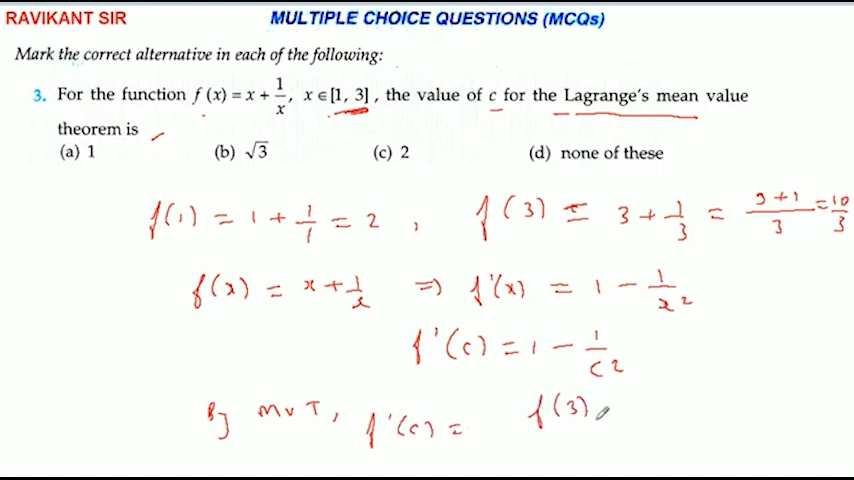 RAVIKANT SIR MULTIPLE CHOICE QUESTIONS (MCQs)
Mark the correct alternative in each of the following:
3. For the function f (x) = x + 1/x, x ∈ [1, 3], the value of c for the Lagrange's mean value
theorem is
(a) 1 (b) √3 (c) 2 (d) none of these
f(1) = 1 + 1/1 = 2 , f(3) = 3 + 1/3 = 9+1/3 = 10/3
f(x) = x + 1/x ⇒ f'(x) = 1 - 1/x²
f'(c) = 1 - 1/c²
By MVT, f'(c) = f(3)